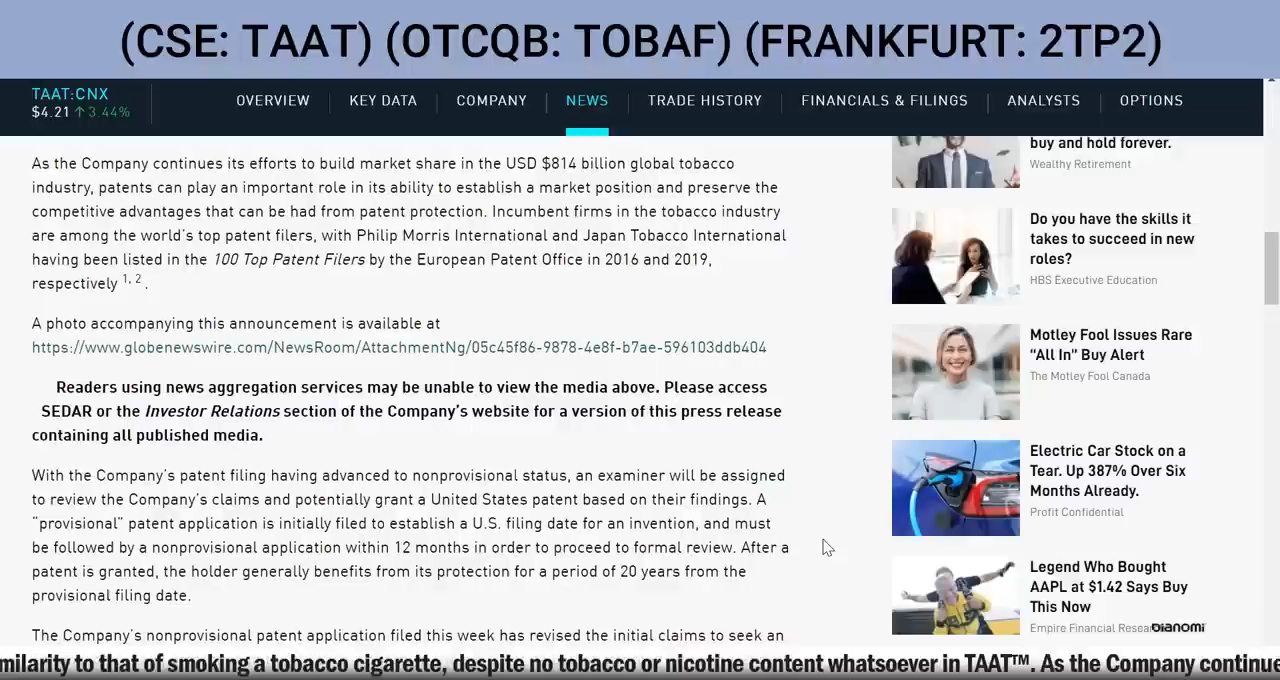 (CSE: TAAT) (OTCQB: TOBAF) (FRANKFURT: 2TP2)
TAAT:CNX
$4.21 ↑ 3.44%
OVERVIEW
KEY DATA
COMPANY
NEWS
TRADE HISTORY
FINANCIALS & FILINGS
ANALYSTS
OPTIONS
As the Company continues its efforts to build market share in the USD $814 billion global tobacco
industry, patents can play an important role in its ability to establish a market position and preserve the
competitive advantages that can be had from patent protection. Incumbent firms in the tobacco industry
are among the world's top patent filers, with Philip Morris International and Japan Tobacco International
having been listed in the 100 Top Patent Filers by the European Patent Office in 2016 and 2019,
respectively 1, 2 .
A photo accompanying this announcement is available at
https://www.globenewswire.com/NewsRoom/AttachmentNg/05c45f86-9878-4e8f-b7ae-596103ddb404
Readers using news aggregation services may be unable to view the media above. Please access
SEDAR or the Investor Relations section of the Company's website for a version of this press release
containing all published media.
With the Company's patent filing having advanced to nonprovisional status, an examiner will be assigned
to review the Company's claims and potentially grant a United States patent based on their findings. A
"provisional" patent application is initially filed to establish a U.S. filing date for an invention, and must
be followed by a nonprovisional application within 12 months in order to proceed to formal review. After a
patent is granted, the holder generally benefits from its protection for a period of 20 years from the
provisional filing date.
The Company's nonprovisional patent application filed this week has revised the initial claims to seek an
buy and hold forever.
Wealthy Retirement
Do you have the skills it
takes to succeed in new
roles?
HBS Executive Education
Motley Fool Issues Rare
"All In" Buy Alert
The Motley Fool Canada
Electric Car Stock on a
Tear. Up 387% Over Six
Months Already.
Profit Confidential
Legend Who Bought
AAPL at $1.42 Says Buy
This Now
Empire Financial Resear
dianomi
milarity to that of smoking a tobacco cigarette, despite no tobacco or nicotine content whatsoever in TAAT™. As the Company continue